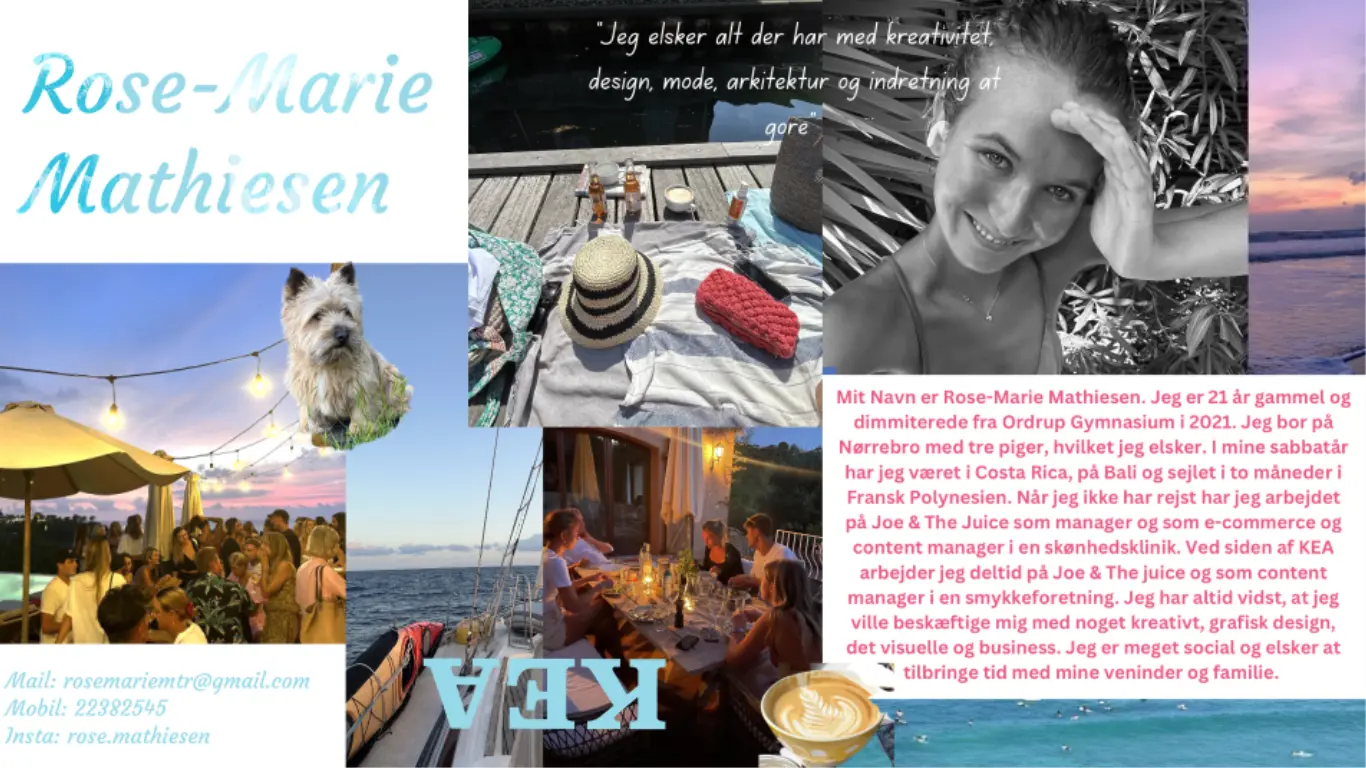 Rose-Marie
Mathiesen
"Jeg elsker alt der har med kreativitet,
design, mode, arkitektur og indretning at
gøre"
Mit Navn er Rose-Marie Mathiesen. Jeg er 21 år gammel og
dimmiterede fra Ordrup Gymnasium i 2021. Jeg bor på
Nørrebro med tre piger, hvilket jeg elsker. I mine sabbatår
har jeg været i Costa Rica, på Bali og sejlet i to måneder i
Fransk Polynesien. Når jeg ikke har rejst har jeg arbejdet
på Joe & The Juice som manager og som e-commerce og
content manager i en skønhedsklinik. Ved siden af KEA
arbejder jeg deltid på Joe & The juice og som content
manager i en smykkeforetning. Jeg har altid vidst, at jeg
ville beskæftige mig med noget kreativt, grafisk design,
det visuelle og business. Jeg er meget social og elsker at
tilbringe tid med mine veninder og familie.
Mail: rosemariemtr@gmail.com
Mobil: 22382545
Insta: rose.mathiesen
KEA